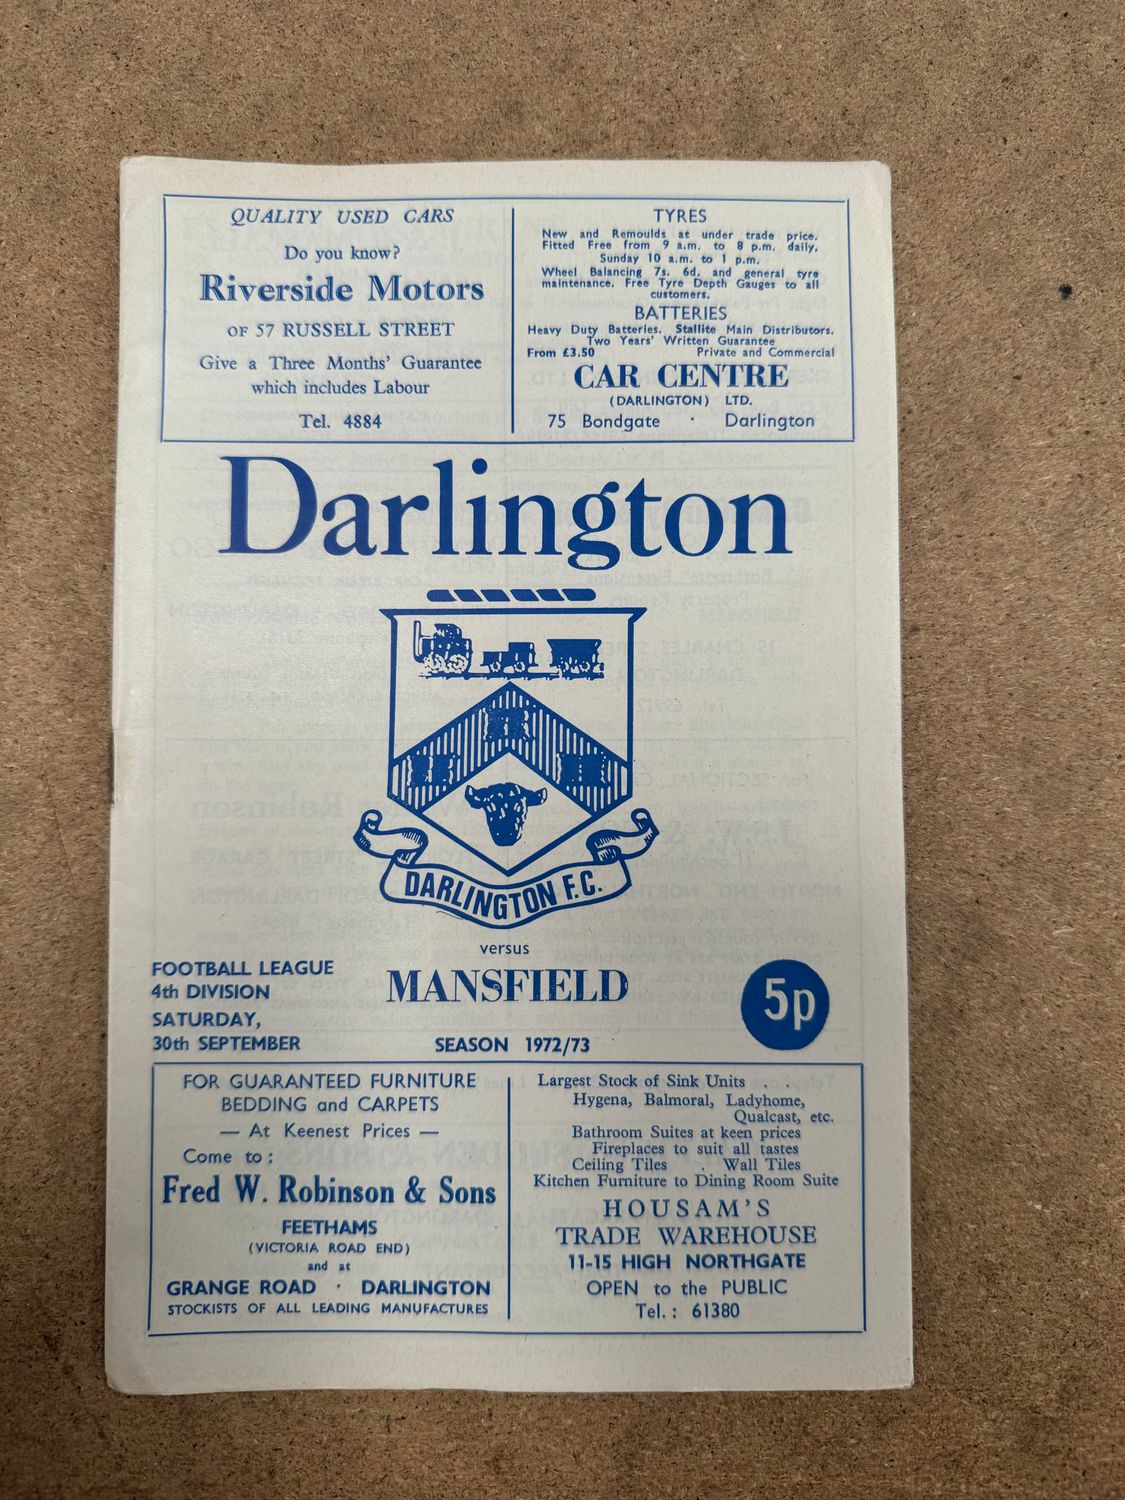 QUALITY USED CARS
Do you know?
Riverside Motors
OF 57 RUSSELL STREET
Give a Three Months' Guarantee
which includes Labour
Tel. 4884
TYRES
New and Remoulds at under trade price.
Fitted Free from 9 a.m. to 8 p.m. daily,
Sunday 10 a.m. to 1 p.m.
Wheel Balancing 7s. 6d. and general tyre
maintenance. Free Tyre Depth Gauges to all
customers.
BATTERIES
Heavy Duty Batteries. Stallite Main Distributors.
Two Years' Written Guarantee
From £3.50 Private and Commercial
CAR CENTRE
(DARLINGTON) LTD.
75 Bondgate · Darlington
Darlington
DARLINGTON F.C.
versus
MANSFIELD
FOOTBALL LEAGUE
4th DIVISION
SATURDAY,
30th SEPTEMBER
SEASON 1972/73
5p
FOR GUARANTEED FURNITURE
BEDDING and CARPETS
— At Keenest Prices —
Come to :
Fred W. Robinson & Sons
FEETHAMS
(VICTORIA ROAD END)
and at
GRANGE ROAD · DARLINGTON
STOCKISTS OF ALL LEADING MANUFACTURES
Largest Stock of Sink Units . .
Hygena, Balmoral, Ladyhome,
Qualcast, etc.
Bathroom Suites at keen prices
Fireplaces to suit all tastes
Ceiling Tiles . Wall Tiles
Kitchen Furniture to Dining Room Suite
HOUSAM'S
TRADE WAREHOUSE
11-15 HIGH NORTHGATE
OPEN to the PUBLIC
Tel. : 61380